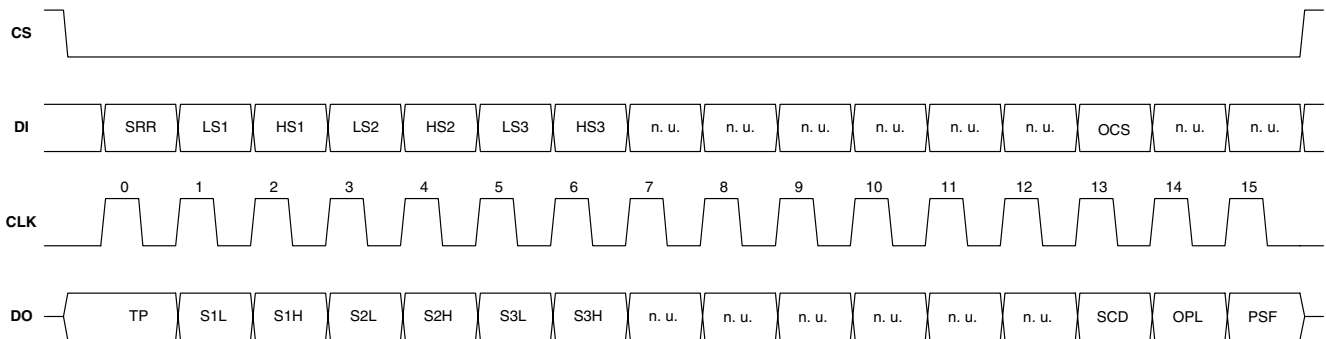 CS
DI SRR LS1 HS1 LS2 HS2 LS3 HS3 n. u. n. u. n. u. n. u. n. u. n. u. OCS n. u. n. u.
0 1 2 3 4 5 6 7 8 9 10 11 12 13 14 15
CLK
DO TP S1L S1H S2L S2H S3L S3H n. u. n. u. n. u. n. u. n. u. n. u. SCD OPL PSF